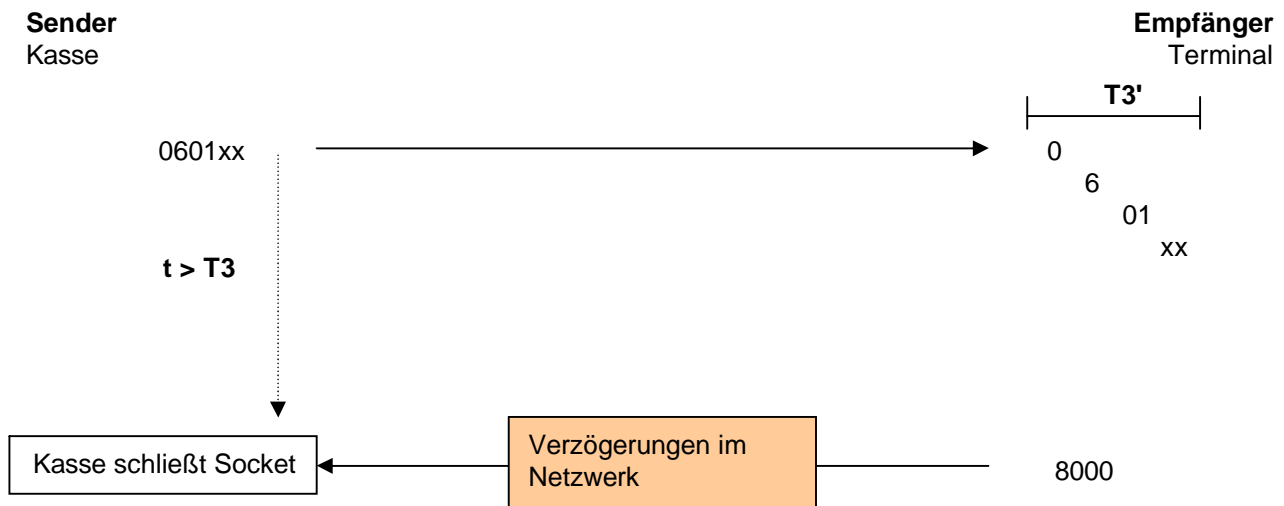 Sender
Kasse
Empfänger
Terminal
T3'
0601xx
0
6
01
xx
t > T3
Kasse schließt Socket
Verzögerungen im
Netzwerk
8000